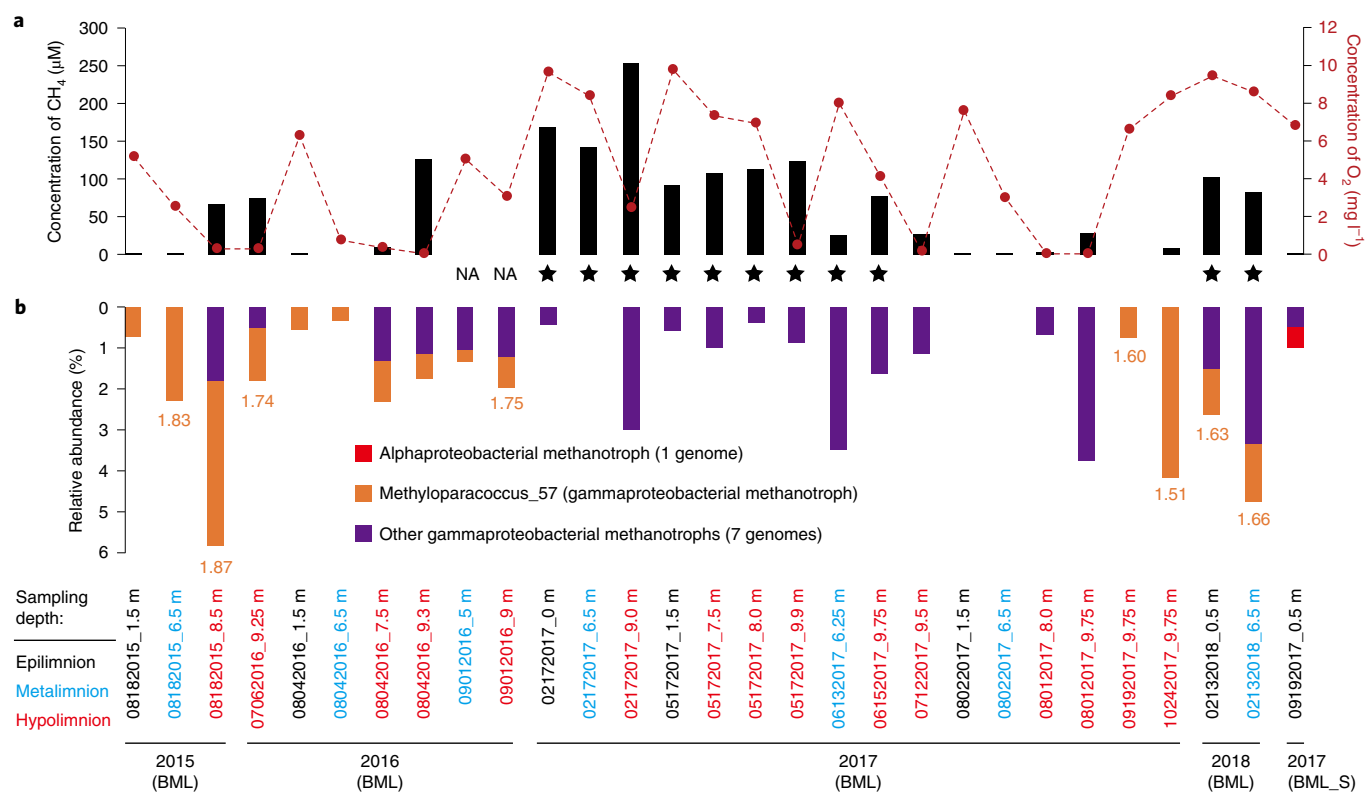 a
300
250
200
150
100
50
0
Concentration of CH4 (µM)
12
10
8
6
4
2
0
Concentration of O2 (mg l−1)
NA NA ★ ★ ★ ★ ★ ★ ★ ★ ★ ★ ★
b
0
1
2
3
4
5
6
Relative abundance (%)
1.83
1.87
1.74
1.75
1.60
1.51
1.63
1.66
Alphaproteobacterial methanotroph (1 genome)
Methyloparacoccus_57 (gammaproteobacterial methanotroph)
Other gammaproteobacterial methanotrophs (7 genomes)
Sampling
depth:
Epilimnion
Metalimnion
Hypolimnion
08182015_1.5 m
08182015_6.5 m
08182015_8.5 m
07062016_9.25 m
08042016_1.5 m
08042016_6.5 m
08042016_7.5 m
08042016_9.3 m
09012016_5 m
09012016_9 m
02172017_0 m
02172017_6.5 m
02172017_9.0 m
05172017_1.5 m
05172017_7.5 m
05172017_8.0 m
05172017_9.9 m
06132017_6.25 m
06152017_9.75 m
07122017_9.5 m
08022017_1.5 m
08022017_6.5 m
08012017_8.0 m
08012017_9.75 m
09192017_9.75 m
10242017_9.75 m
02132018_0.5 m
02132018_6.5 m
09192017_0.5 m
2015
(BML)
2016
(BML)
2017
(BML)
2018
(BML)
2017
(BML_S)